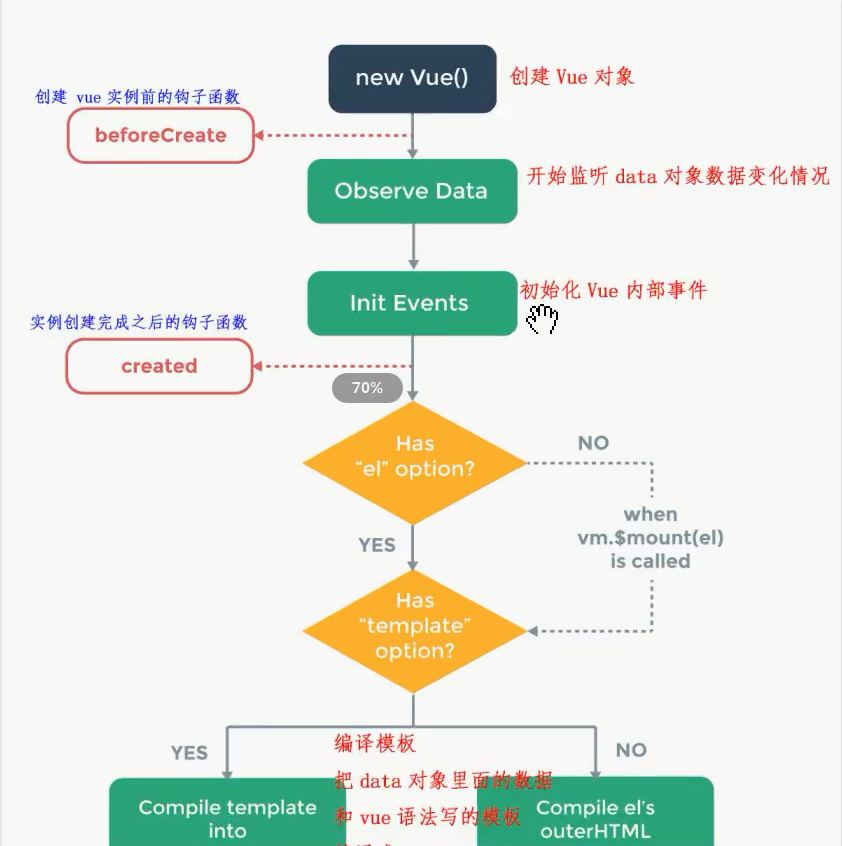 new Vue()
创建 Vue 对象
创建 vue 实例前的钩子函数
beforeCreate
Observe Data
开始监听 data 对象数据变化情况
Init Events
初始化 Vue 内部事件
实例创建完成之后的钩子函数
created
70%
Has
“el” option?
NO
when
vm.$mount(el)
is called
YES
Has
“template”
option?
YES
NO
编译模板
把 data 对象里面的数据
和 vue 语法写的模板
Compile template
into
Compile el’s
outerHTML